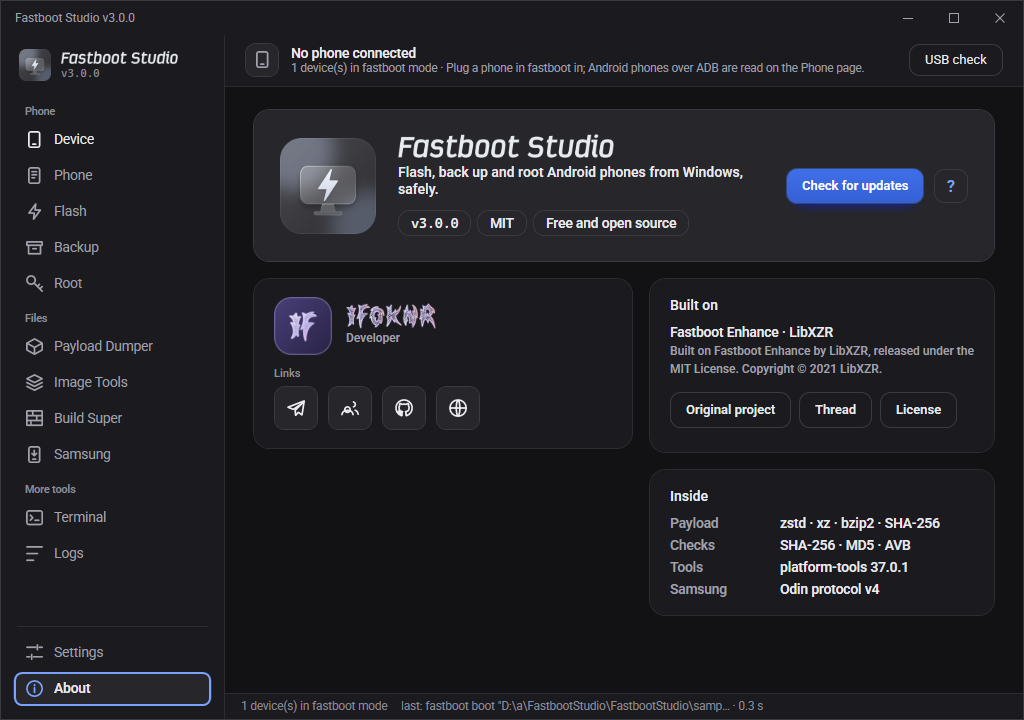 Fastboot Studio v3.0.0
Fastboot Studio
v3.0.0
Phone
Device
Phone
Flash
Backup
Root
Files
Payload Dumper
Image Tools
Build Super
Samsung
More tools
Terminal
Logs
Settings
About
No phone connected
1 device(s) in fastboot mode · Plug a phone in fastboot in; Android phones over ADB are read on the Phone page.
USB check
Fastboot Studio
Flash, back up and root Android phones from Windows,
safely.
v3.0.0 MIT Free and open source
Check for updates ?
IF
IFOKNR
Developer
Links
Built on
Fastboot Enhance · LibXZR
Built on Fastboot Enhance by LibXZR, released under the
MIT License. Copyright © 2021 LibXZR.
Original project Thread License
Inside
Payload zstd · xz · bzip2 · SHA-256
Checks SHA-256 · MD5 · AVB
Tools platform-tools 37.0.1
Samsung Odin protocol v4
1 device(s) in fastboot mode last: fastboot boot "D:\a\FastbootStudio\FastbootStudio\samp... · 0.3 s